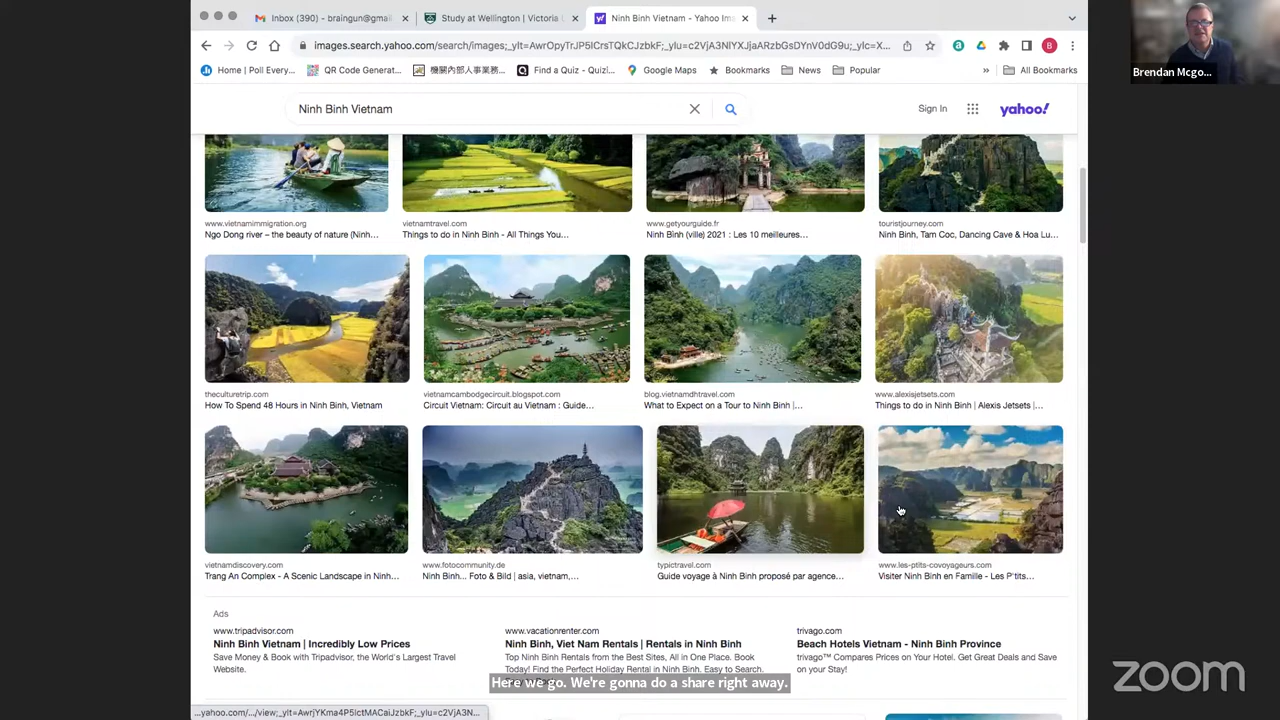 Inbox (390) - braingun@gmai
Study at Wellington | Victoria
Ninh Binh Vietnam - Yahoo Ima
images.search.yahoo.com/search/images;_ylt=AwrOpyTrJP5lCrsTQkCJzbkF;_ylu=c2VjA3NlYXJjaARzbGsDYnV0dG9u;_ylc=X...
B
Home | Poll Every...
QR Code Generat...
機關內部人事業務...
Find a Quiz - Quizi...
Google Maps
Bookmarks
News
Popular
»
All Bookmarks
Ninh Binh Vietnam
Sign In
yahoo!
Brendan Mcgo...
www.vietnamimmigration.org
Ngo Dong river – the beauty of nature (Ninh...
vietnamtravel.com
Things to do in Ninh Binh - All Things You...
www.getyourguide.fr
Ninh Bình (ville) 2021 : Les 10 meilleures...
touristjourney.com
Ninh Binh, Tam Coc, Dancing Cave & Hoa Lu...
theculturetrip.com
How To Spend 48 Hours in Ninh Binh, Vietnam
vietnamcambodgecircuit.blogspot.com
Circuit Vietnam: Circuit au Vietnam : Guide...
blog.vietnamdhtravel.com
What to Expect on a Tour to Ninh Binh |...
www.alexisjetsets.com
Things to do in Ninh Binh | Alexis Jetsets |...
vietnamdiscovery.com
Trang An Complex - A Scenic Landscape in Ninh...
www.fotocommunity.de
Ninh Binh... Foto & Bild | asia, vietnam,...
typictravel.com
Guide voyage à Ninh Binh proposé par agence...
www.les-ptits-covoyageurs.com
Visiter Ninh Binh en Famille - Les P'tits...
Ads
www.tripadvisor.com
Ninh Binh Vietnam | Incredibly Low Prices
Save Money & Book with Tripadvisor, the World's Largest Travel
Website.
www.vacationrenter.com
Ninh Binh, Viet Nam Rentals | Rentals in Ninh Binh
Top Ninh Binh Rentals from the Best Sites, All in One Place. Book
Today! Find the Perfect Holiday Rental in Ninh Binh. Easy to Search.
trivago.com
Beach Hotels Vietnam - Ninh Binh Province
trivago™ Compares Prices on Your Hotel. Get Great Deals and Save
on Your Stay!
Here we go. We're gonna do a share right away.
zoom